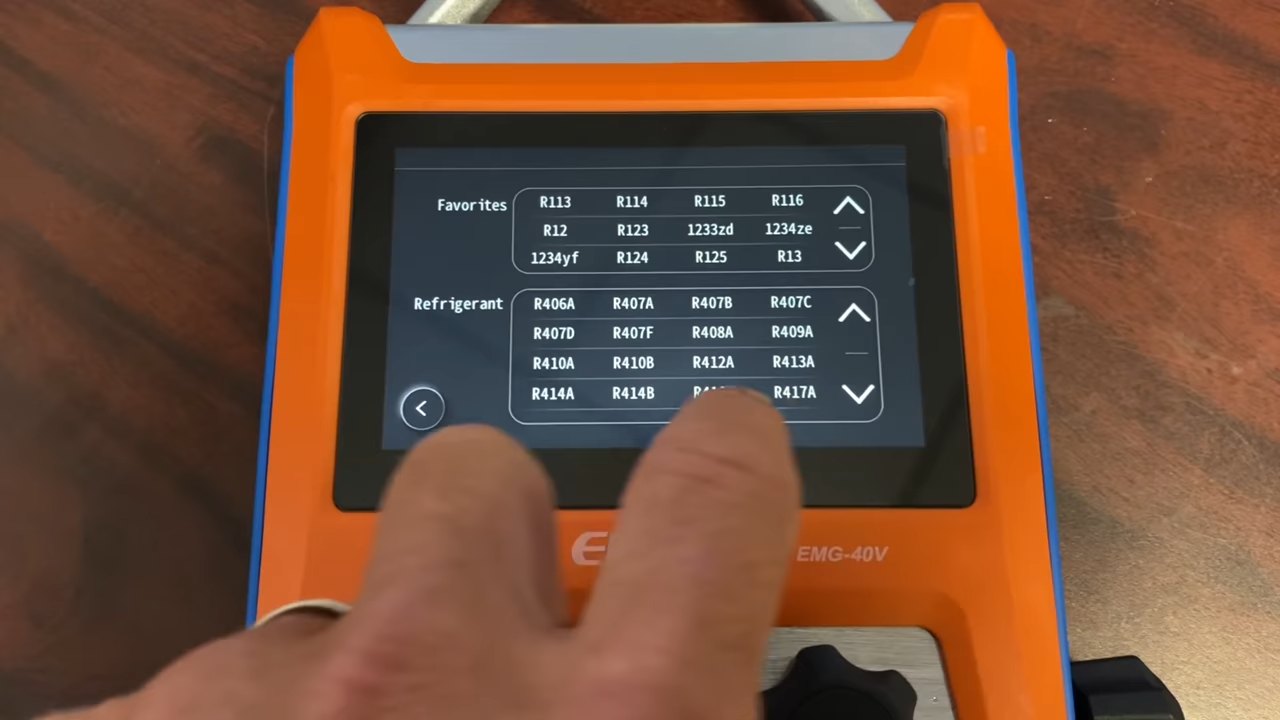 Favorites R113 R114 R115 R116
R12 R123 1233zd 1234ze
1234yf R124 R125 R13
Refrigerant R406A R407A R407B R407C
R407D R407F R408A R409A
R410A R410B R412A R413A
R414A R414B R417A
EMG-40V